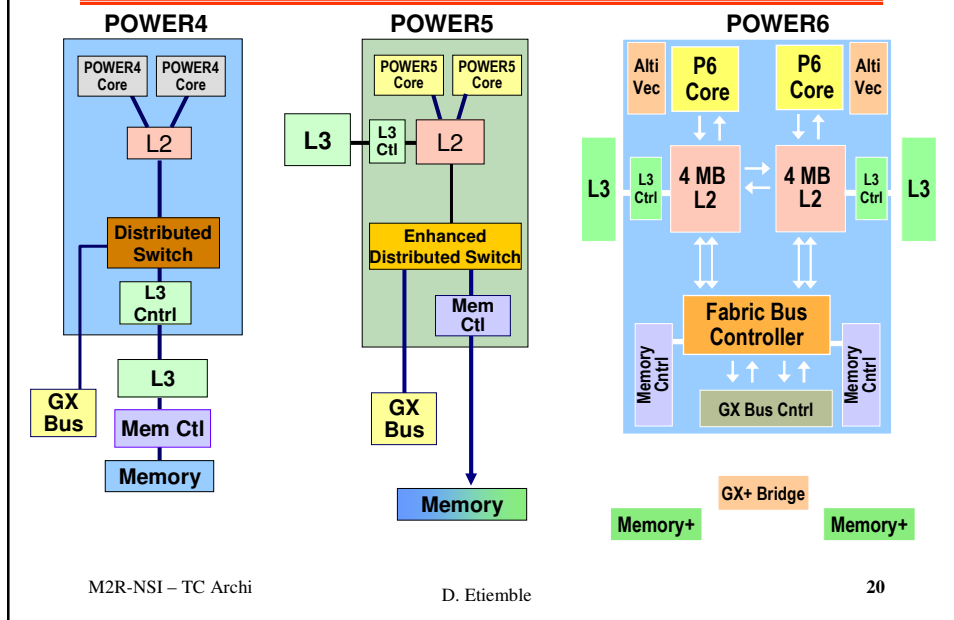 POWER4
POWER4
Core
POWER4
Core
L2
Distributed
Switch
L3
Cntrl
L3
GX
Bus
Mem Ctl
Memory
POWER5
POWER5
Core
POWER5
Core
L3
L3
Ctl
L2
Enhanced
Distributed Switch
Mem
Ctl
GX
Bus
Memory
POWER6
Alti
Vec
P6
Core
P6
Core
Alti
Vec
L3
L3
Ctrl
4 MB
L2
4 MB
L2
L3
Ctrl
L3
Fabric Bus
Controller
Memory
Cntrl
Memory
Cntrl
GX Bus Cntrl
GX+ Bridge
Memory+
Memory+
M2R-NSI – TC Archi
D. Etiemble
20